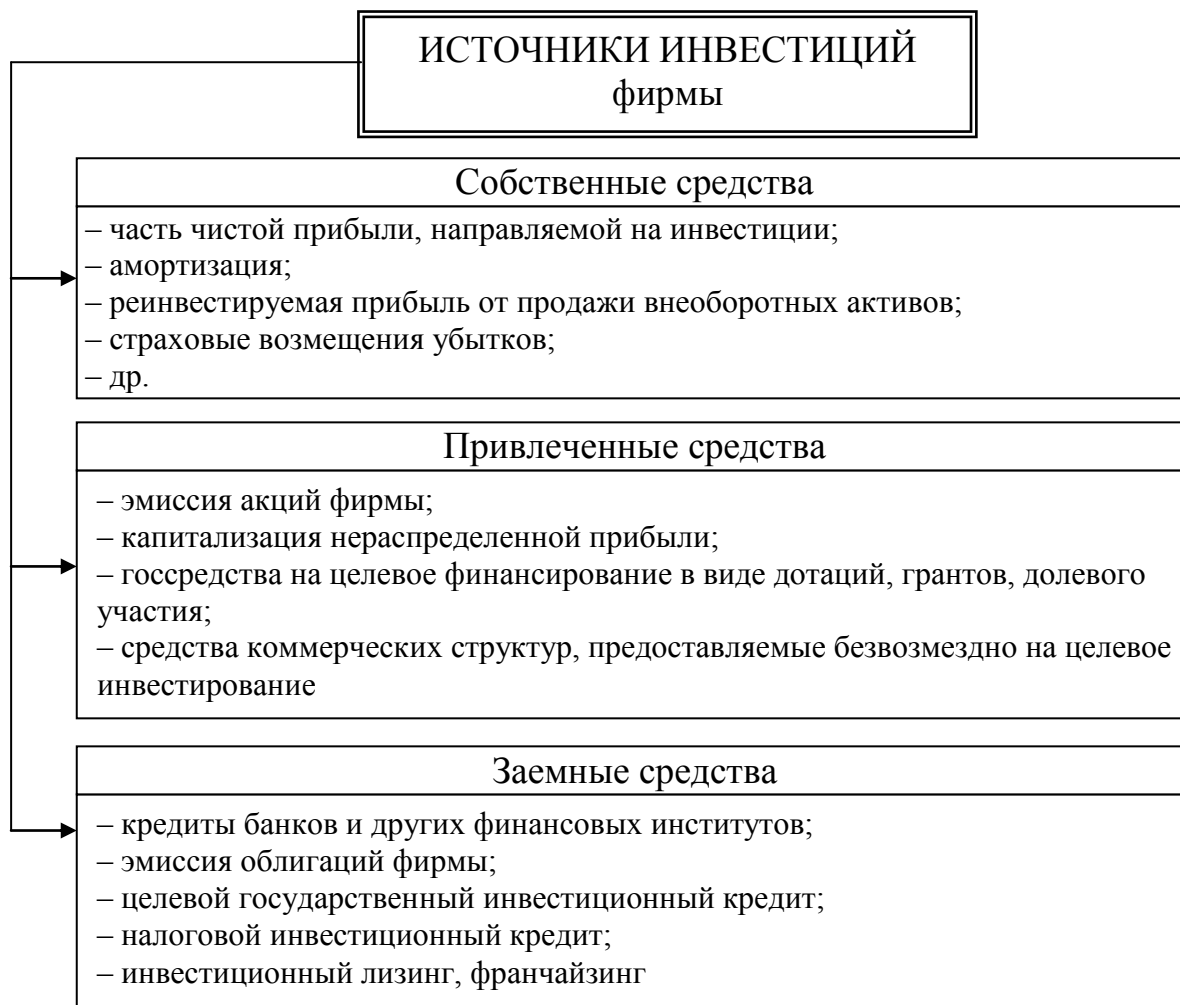 ИСТОЧНИКИ ИНВЕСТИЦИЙ
фирмы
Собственные средства
– часть чистой прибыли, направляемой на инвестиции;
– амортизация;
– реинвестируемая прибыль от продажи внеоборотных активов;
– страховые возмещения убытков;
– др.
Привлеченные средства
– эмиссия акций фирмы;
– капитализация нераспределенной прибыли;
– госсредства на целевое финансирование в виде дотаций, грантов, долевого
участия;
– средства коммерческих структур, предоставляемые безвозмездно на целевое
инвестирование
Заемные средства
– кредиты банков и других финансовых институтов;
– эмиссия облигаций фирмы;
– целевой государственный инвестиционный кредит;
– налоговой инвестиционный кредит;
– инвестиционный лизинг, франчайзинг